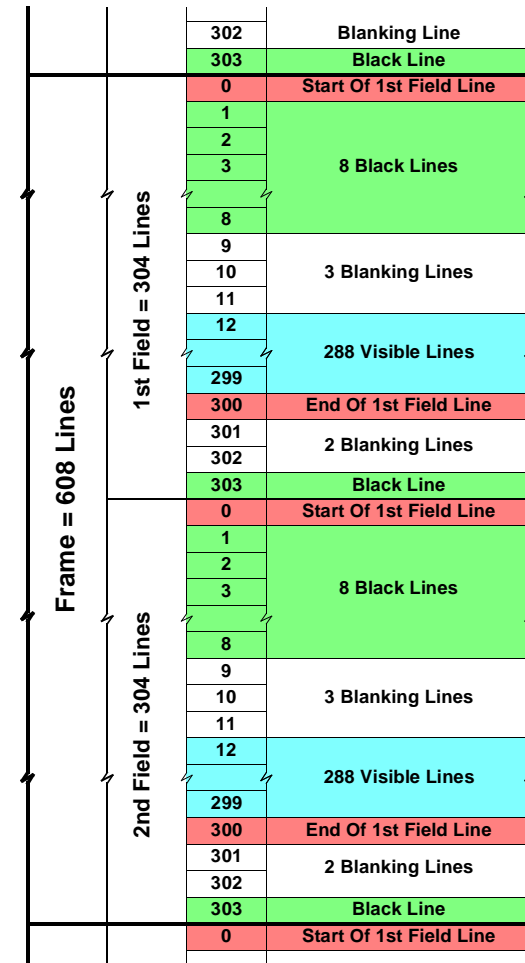 302 Blanking Line
303 Black Line
0 Start Of 1st Field Line
1
2
3 8 Black Lines
8
9
10 3 Blanking Lines
11
12
288 Visible Lines
299
300 End Of 1st Field Line
301
2 Blanking Lines
302
303 Black Line
1st Field = 304 Lines
Frame = 608 Lines
0 Start Of 1st Field Line
1
2
3 8 Black Lines
8
9
10 3 Blanking Lines
11
12
288 Visible Lines
299
300 End Of 1st Field Line
301
2 Blanking Lines
302
303 Black Line
2nd Field = 304 Lines
0 Start Of 1st Field Line